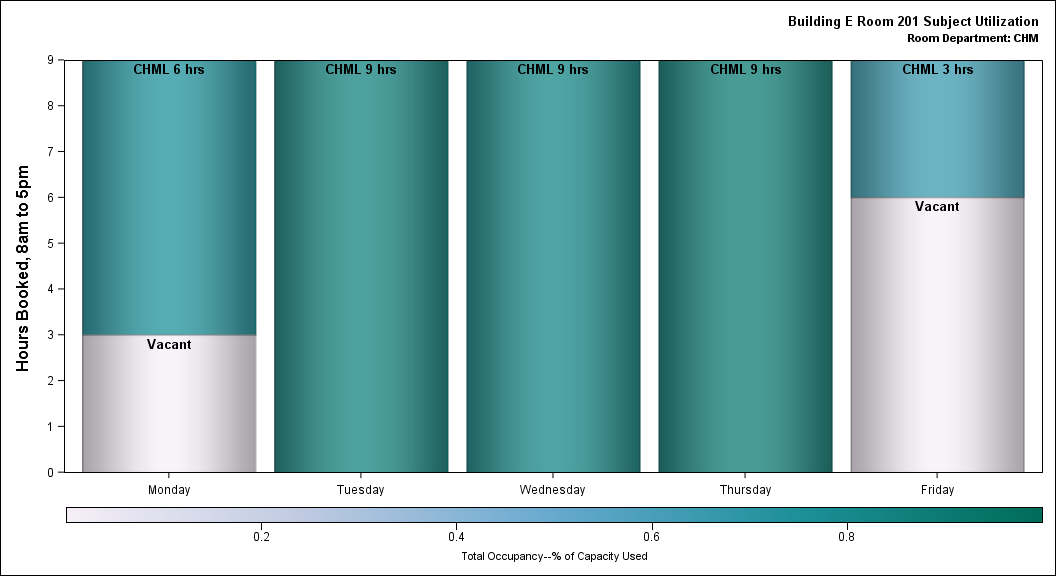 Building E Room 201 Subject Utilization
Room Department: CHM
Hours Booked, 8am to 5pm
9
8
7
6
5
4
3
2
1
0
CHML 6 hrs
CHML 9 hrs
CHML 9 hrs
CHML 9 hrs
CHML 3 hrs
Vacant
Vacant
Monday
Tuesday
Wednesday
Thursday
Friday
0.2
0.4
0.6
0.8
Total Occupancy--% of Capacity Used